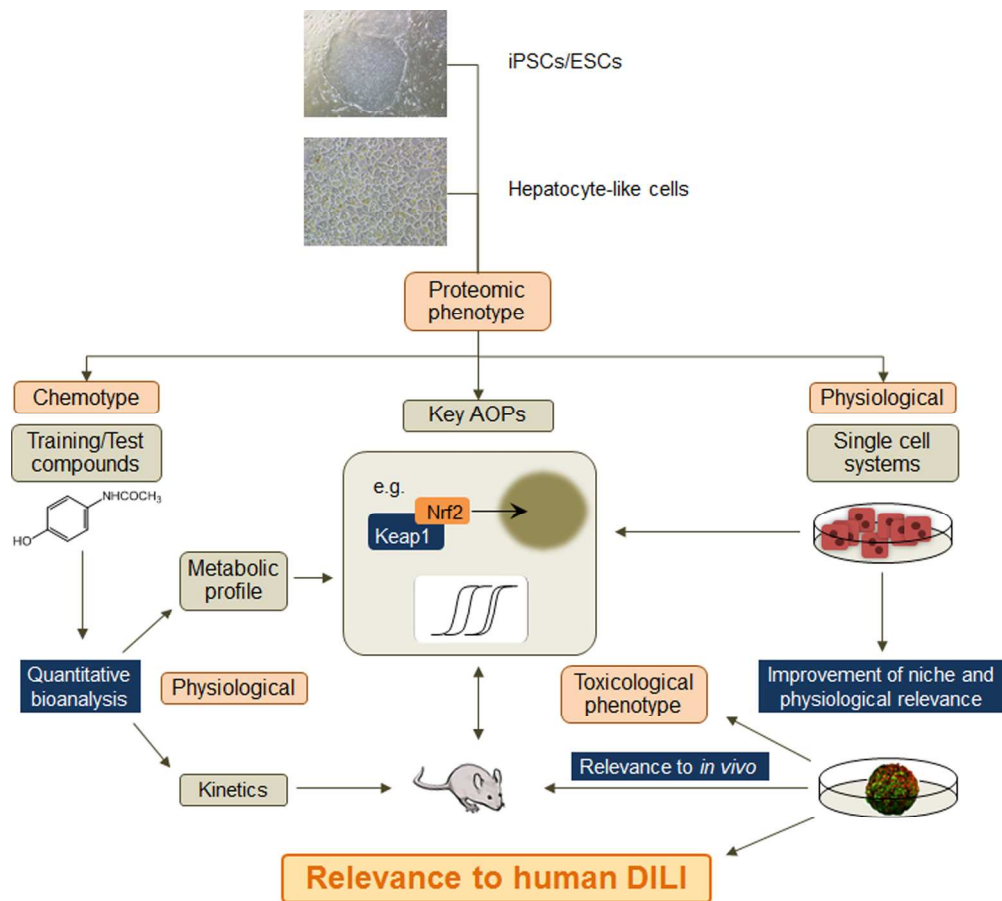 iPSCs/ESCs
Hepatocyte-like cells
Proteomic
phenotype
Chemotype
Key AOPs
Physiological
Training/Test
compounds
Single cell
systems
NHCOCH₃
HO
e.g.
Nrf2
Keap1
Metabolic
profile
Quantitative
bioanalysis
Physiological
Toxicological
phenotype
Improvement of niche and
physiological relevance
Kinetics
Relevance to in vivo
Relevance to human DILI